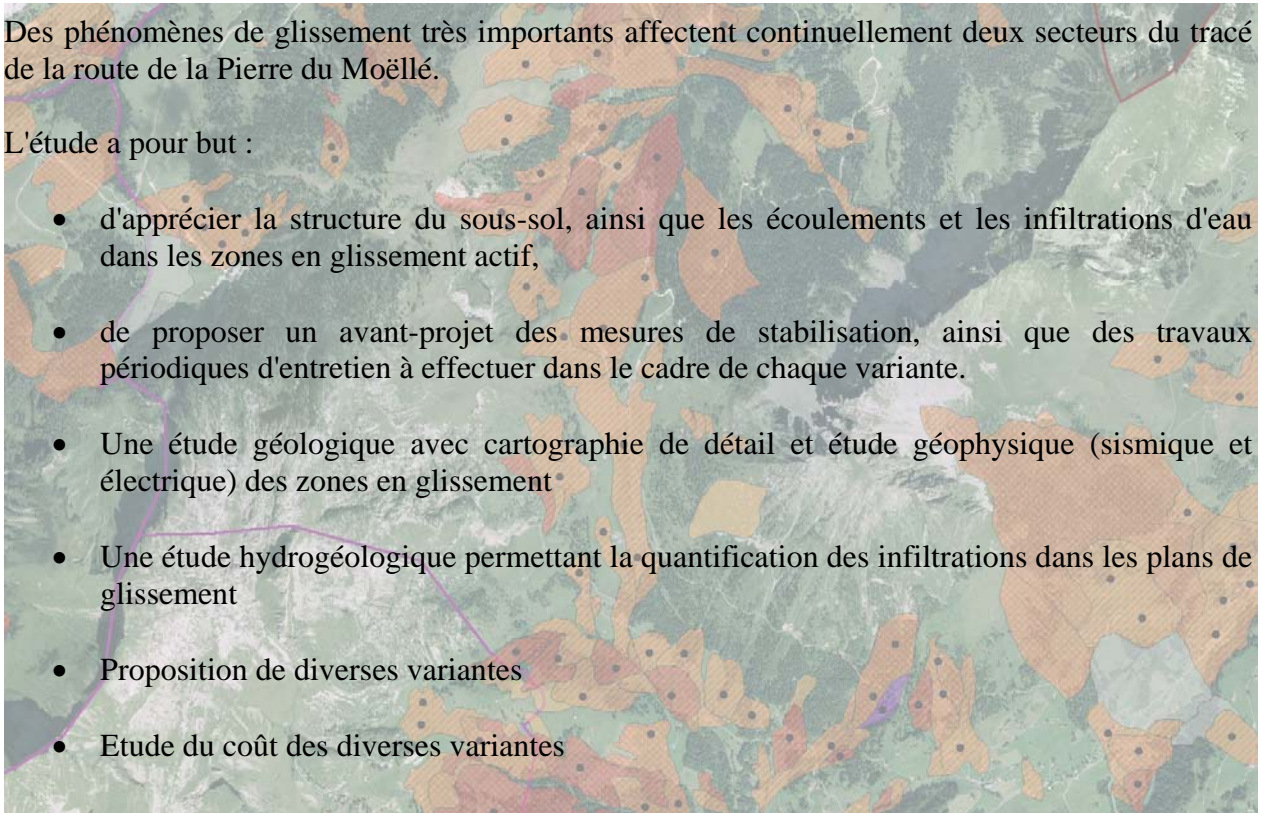 Des phénomènes de glissement très importants affectent continuellement deux secteurs du tracé
de la route de la Pierre du Moëllé.
L'étude a pour but :
• d'apprécier la structure du sous-sol, ainsi que les écoulements et les infiltrations d'eau
dans les zones en glissement actif,
• de proposer un avant-projet des mesures de stabilisation, ainsi que des travaux
périodiques d'entretien à effectuer dans le cadre de chaque variante.
• Une étude géologique avec cartographie de détail et étude géophysique (sismique et
électrique) des zones en glissement
• Une étude hydrogéologique permettant la quantification des infiltrations dans les plans de
glissement
• Proposition de diverses variantes
• Etude du coût des diverses variantes